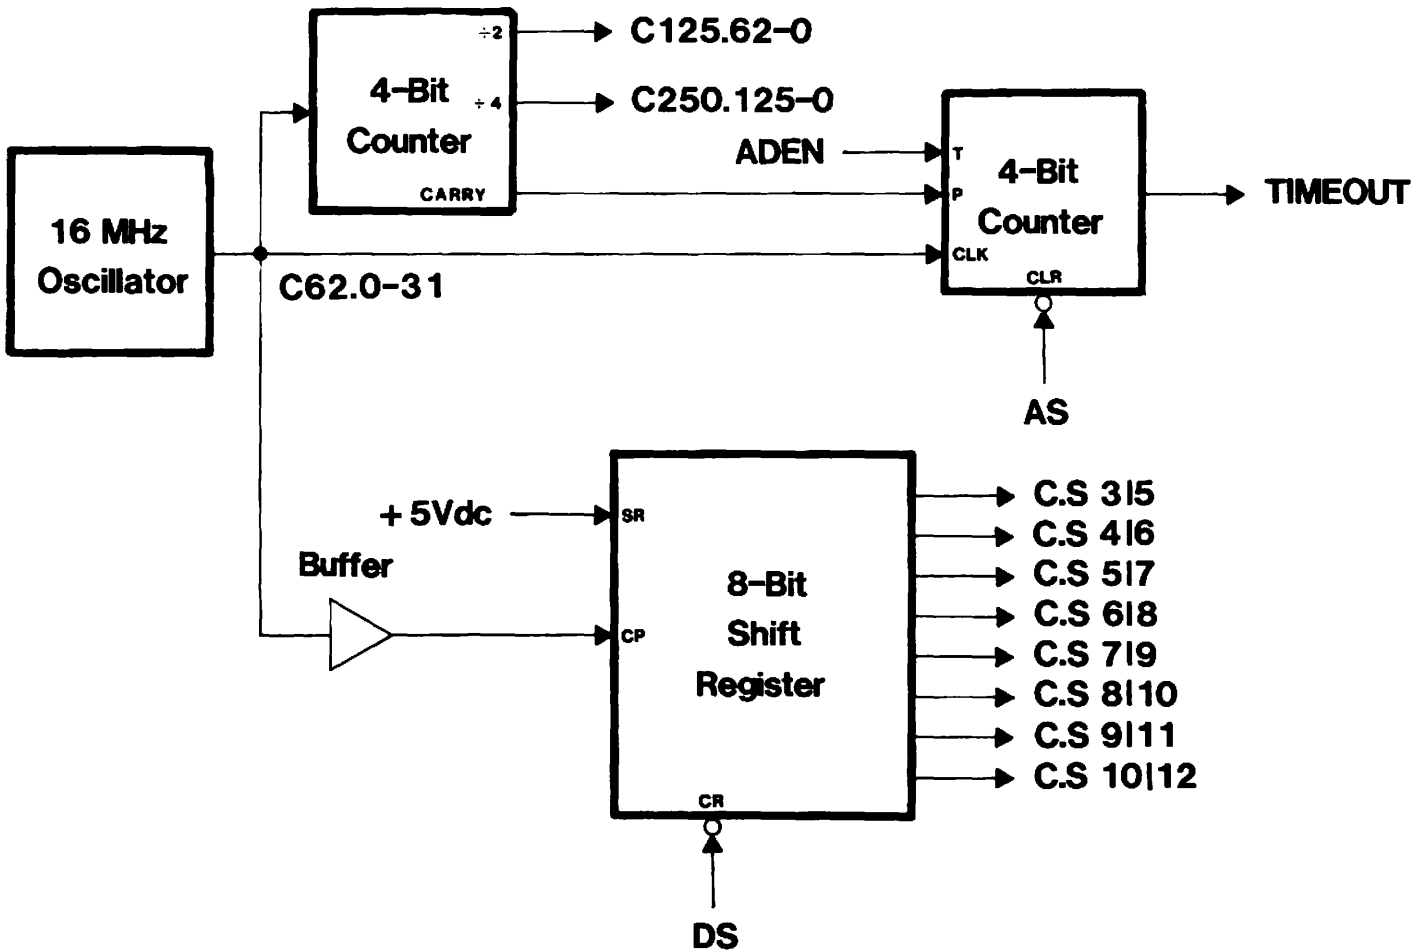 ÷2
C125.62-0
4-Bit
Counter
÷4
C250.125-0
CARRY
16 MHz
Oscillator
C62.0-31
ADEN
T
P
CLK
4-Bit
Counter
CLR
TIMEOUT
AS
+5Vdc
SR
Buffer
CP
8-Bit
Shift
Register
CR
DS
C.S 3|5
C.S 4|6
C.S 5|7
C.S 6|8
C.S 7|9
C.S 8|10
C.S 9|11
C.S 10|12